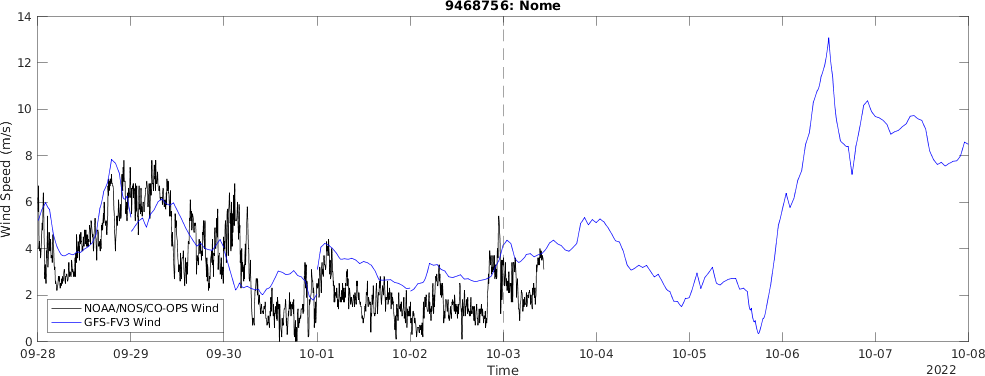 9468756: Nome
Wind Speed (m/s)
14
12
10
8
6
4
2
0
NOAA/NOS/CO-OPS Wind
GFS-FV3 Wind
09-28 09-29 09-30 10-01 10-02 10-03 10-04 10-05 10-06 10-07 10-08
Time
2022